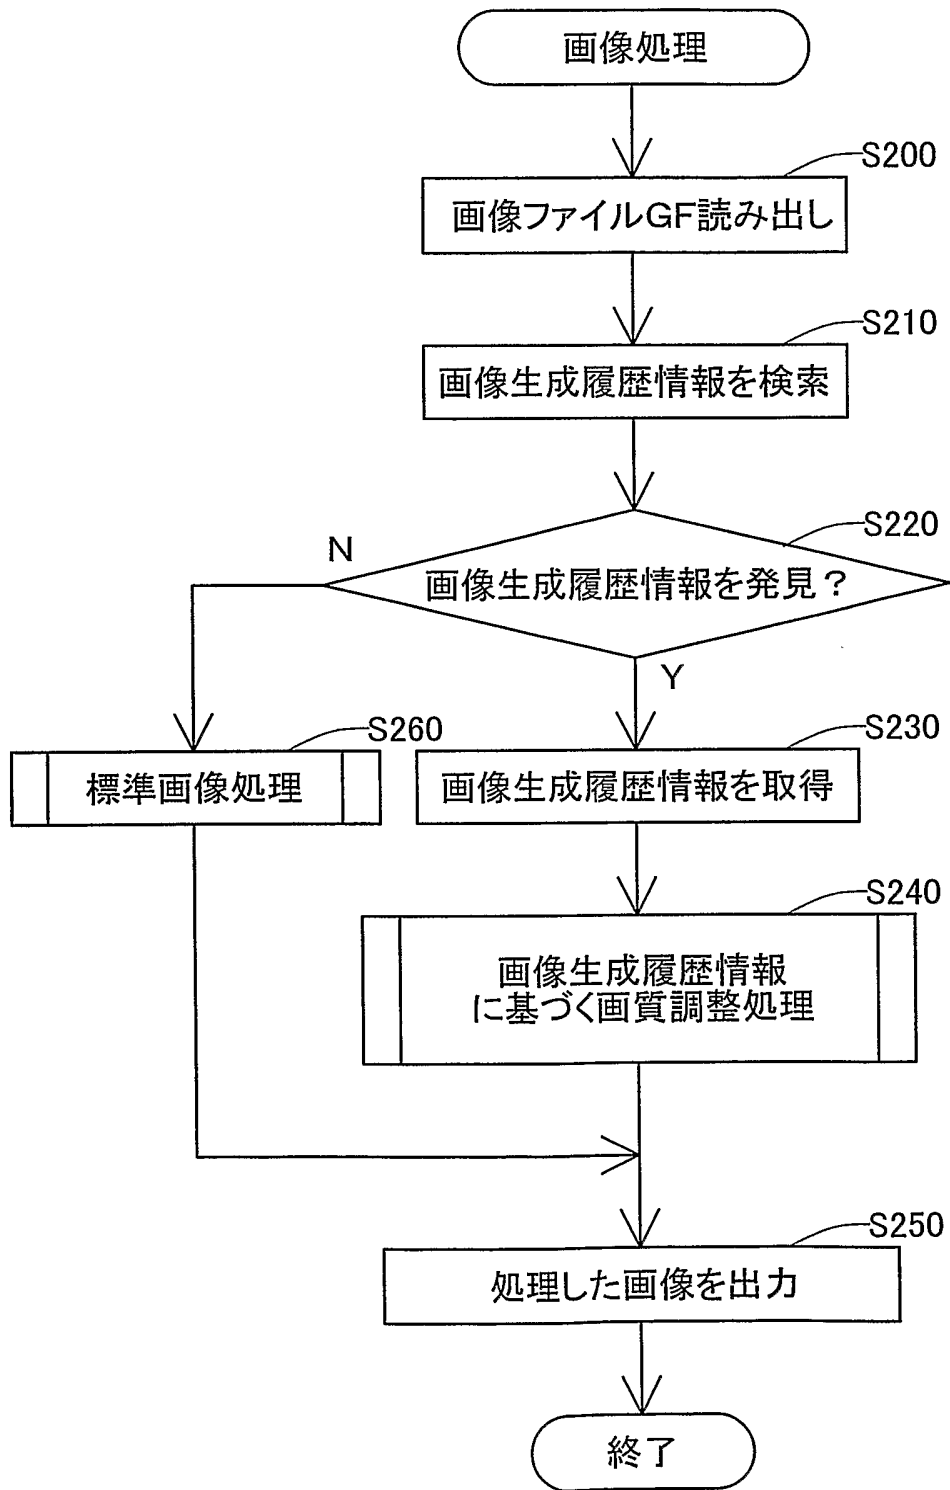 画像処理
S200
画像ファイルGF読み出し
S210
画像生成履歴情報を検索
S220
画像生成履歴情報を発見?
N
Y
S260
標準画像処理
S230
画像生成履歴情報を取得
S240
画像生成履歴情報
に基づく画質調整処理
S250
処理した画像を出力
終了